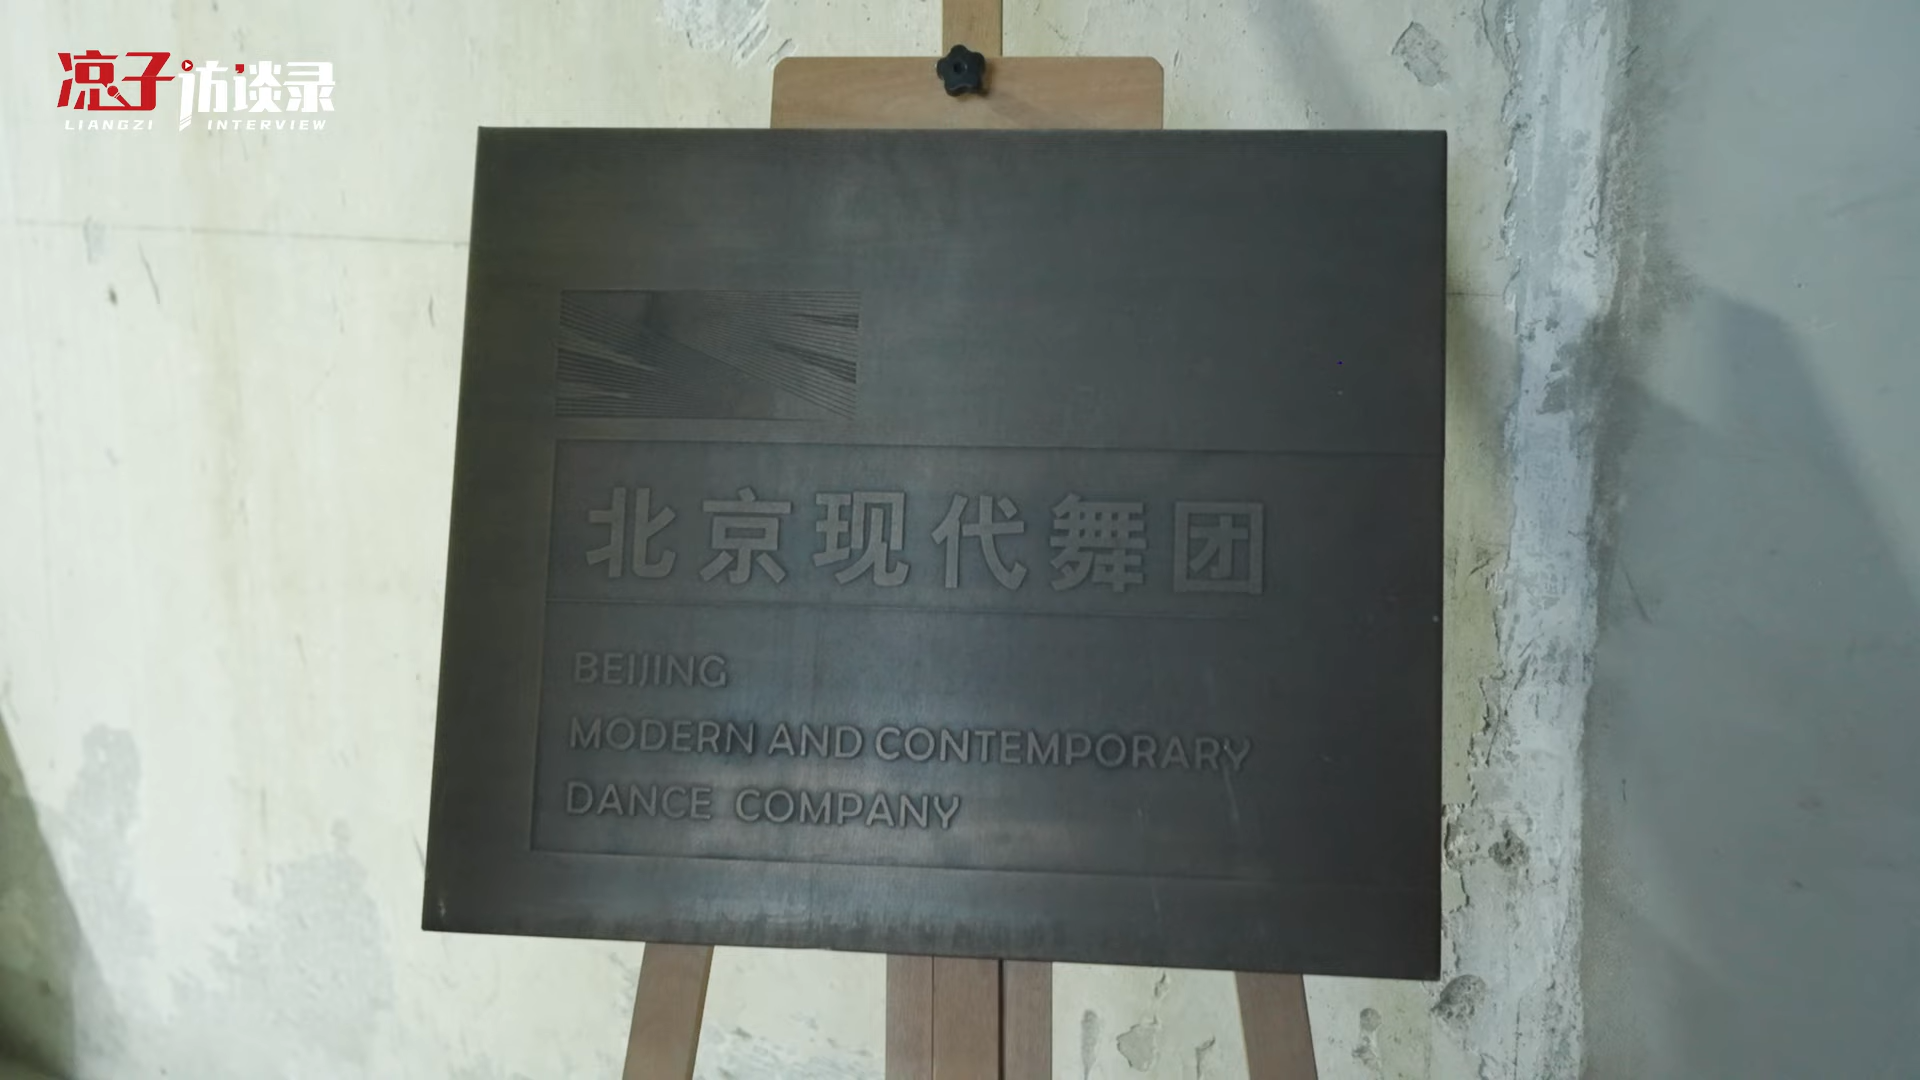 凉子访谈录
LIANGZI INTERVIEW
北京现代舞团
BEIJING
MODERN AND CONTEMPORARY
DANCE COMPANY